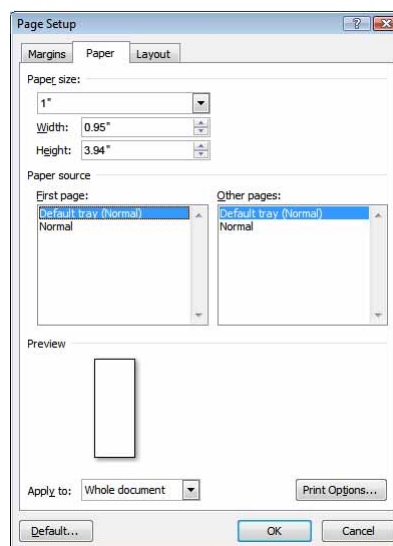 Page Setup
Margins Paper Layout
Paper size:
1"
Width: 0.95"
Height: 3.94"
Paper source
First page: Other pages:
Default tray (Normal) Default tray (Normal)
Normal Normal
Preview
Apply to: Whole document Print Options...
Default... OK Cancel